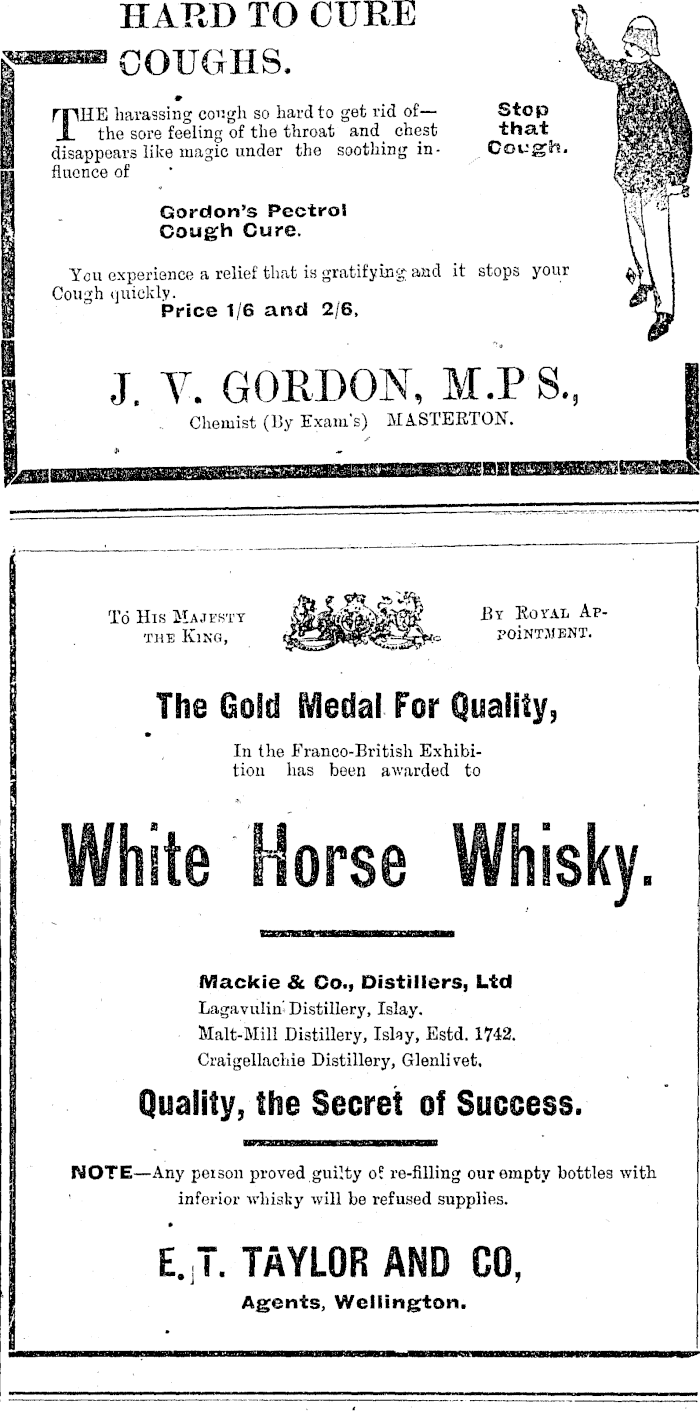 HARD TO CURE
COUGHS.
THE harassing cough so hard to get rid of—
the sore feeling of the throat and chest
disappears like magic under the soothing in-
fluence of
Stop
that
Cough.
Gordon's Pectrol
Cough Cure.
You experience a relief that is gratifying and it stops your
Cough quickly.
Price 1/6 and 2/6,
J. V. GORDON, M.P S.,
Chemist (By Exam's) MASTERTON.
To His Majesty
the King,
By Royal Ap-
pointment.
The Gold Medal For Quality,
In the Franco-British Exhibi-
tion has been awarded to
White Horse Whisky.
Mackie & Co., Distillers, Ltd
Lagavulin Distillery, Islay.
Malt-Mill Distillery, Islay, Estd. 1742.
Craigellachie Distillery, Glenlivet,
Quality, the Secret of Success.
NOTE—Any person proved guilty of re-filling our empty bottles with
inferior whisky will be refused supplies.
E. T. TAYLOR AND CO,
Agents, Wellington.